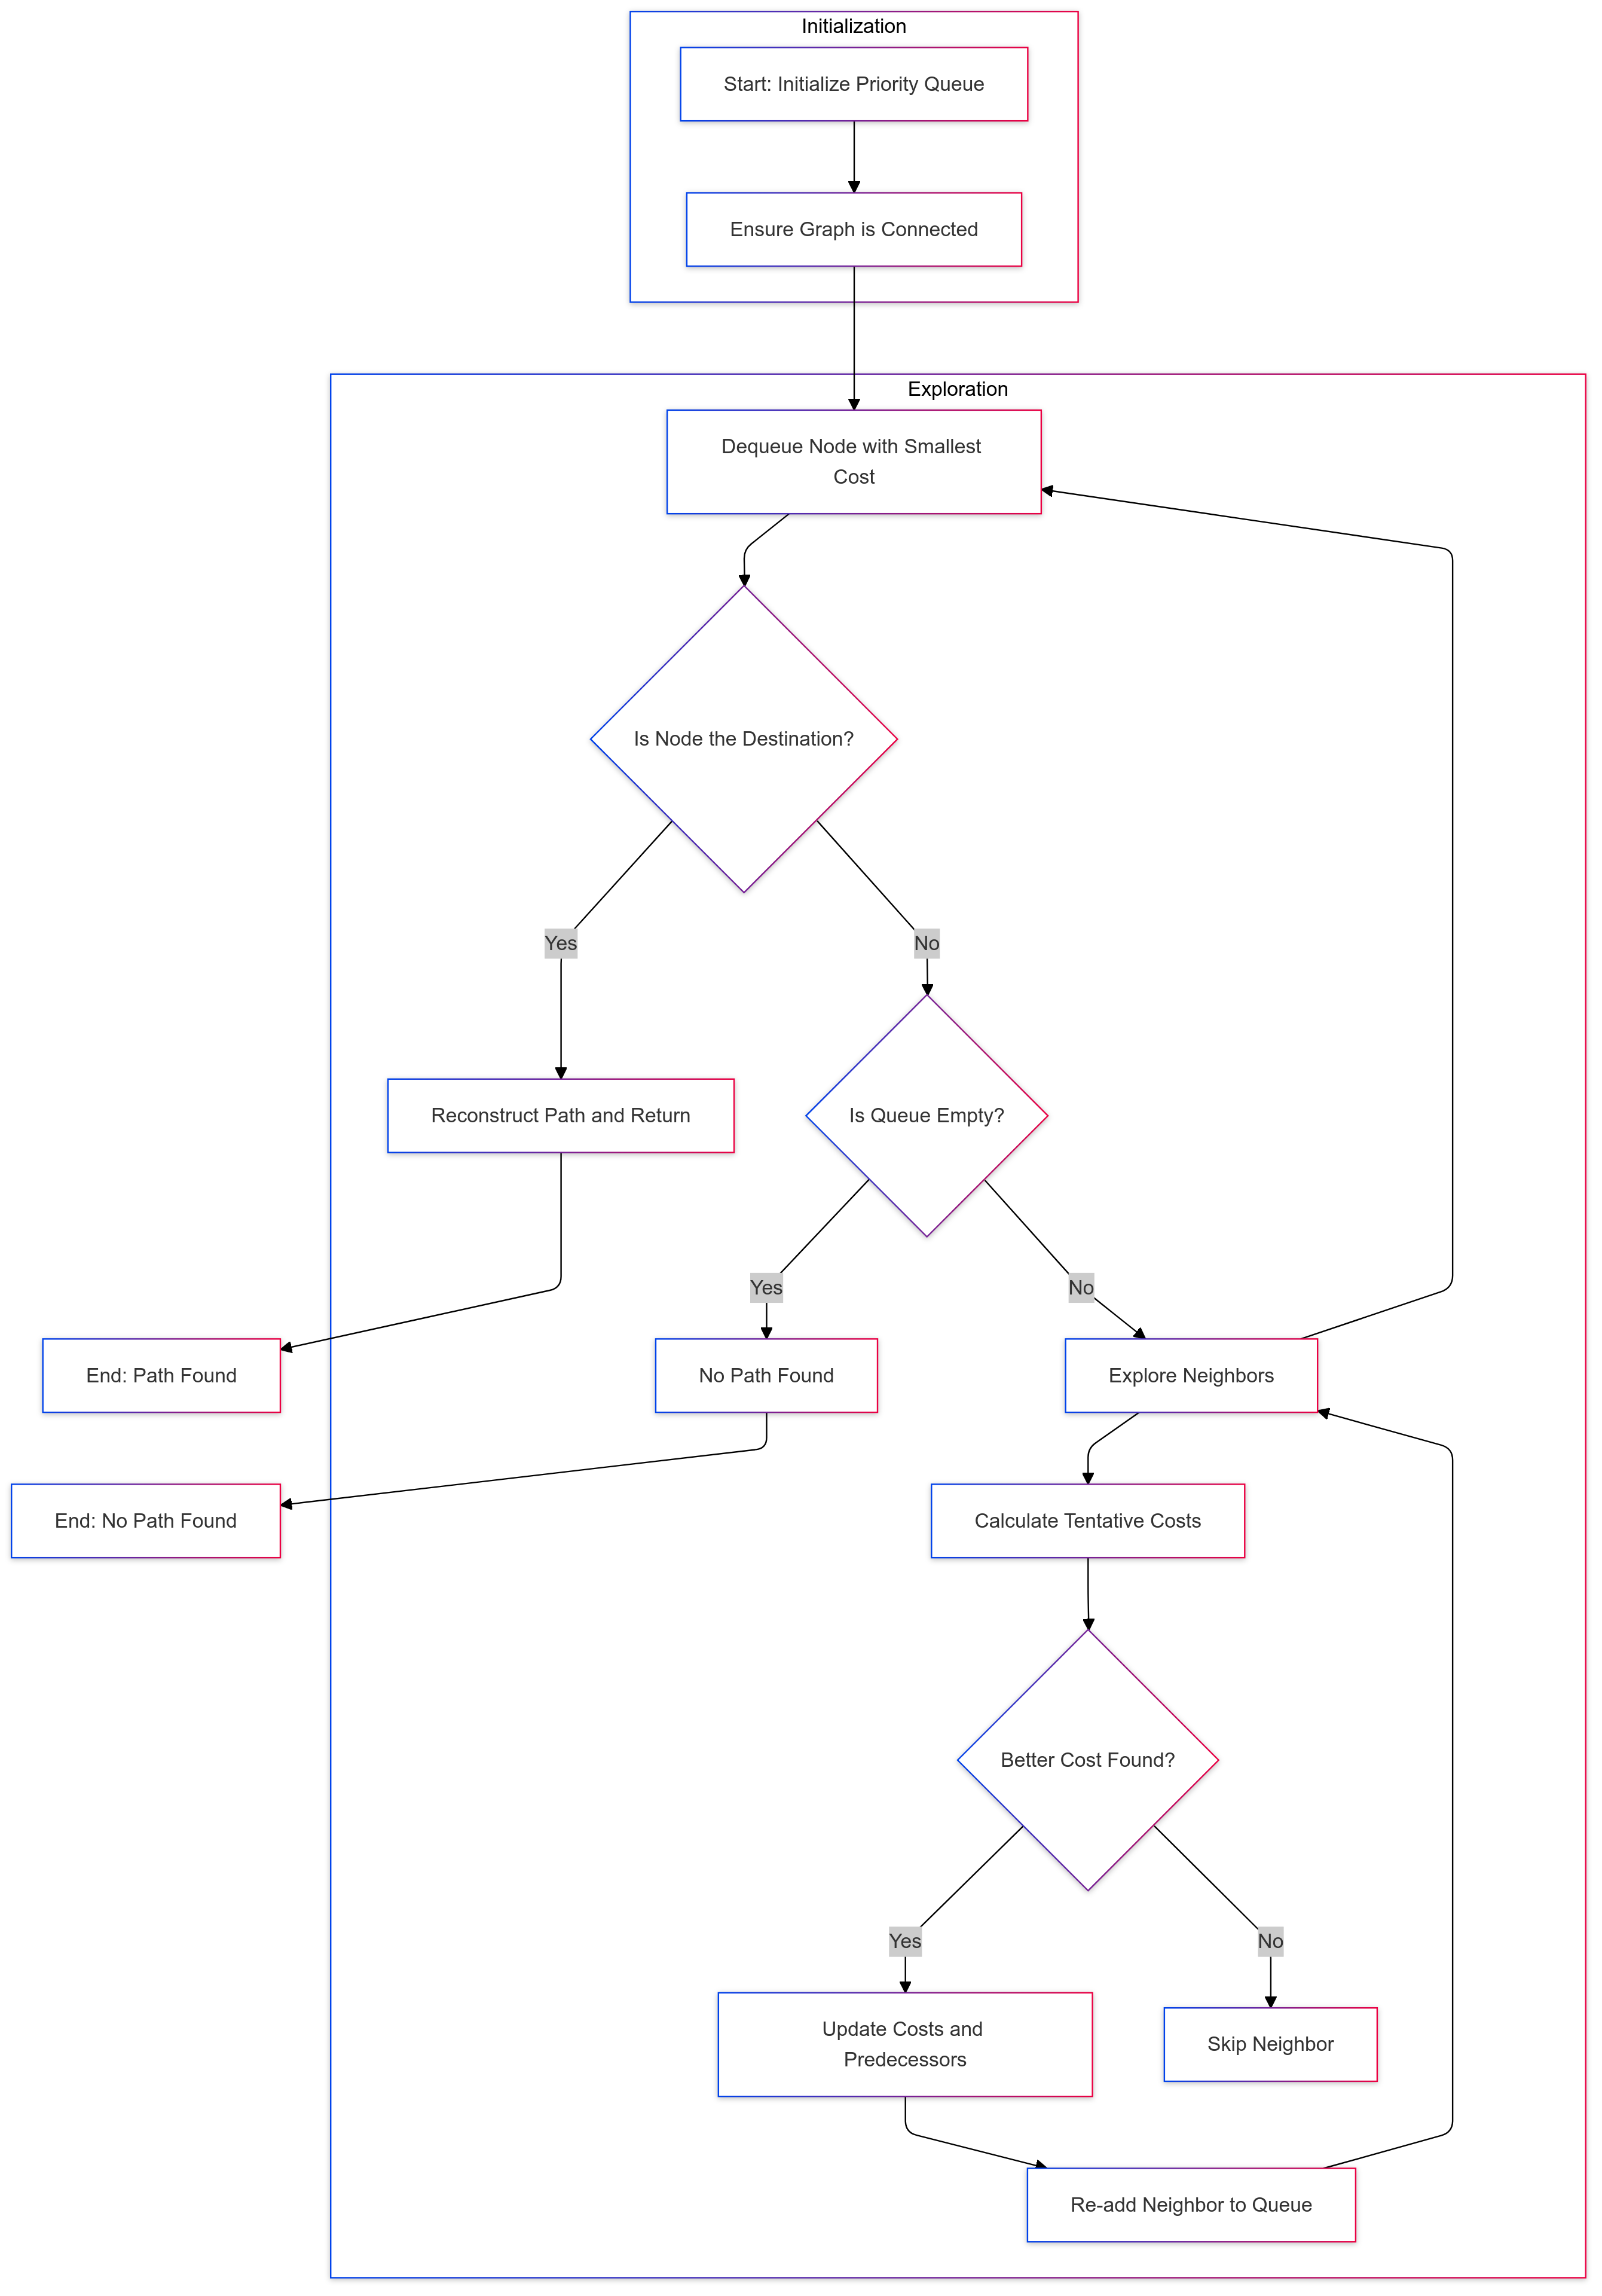 Initialization
Start: Initialize Priority Queue
Ensure Graph is Connected
Exploration
Dequeue Node with Smallest
Cost
Is Node the Destination?
Yes
No
Reconstruct Path and Return
Is Queue Empty?
Yes
No
End: Path Found
No Path Found
Explore Neighbors
End: No Path Found
Calculate Tentative Costs
Better Cost Found?
Yes
No
Update Costs and
Predecessors
Skip Neighbor
Re-add Neighbor to Queue